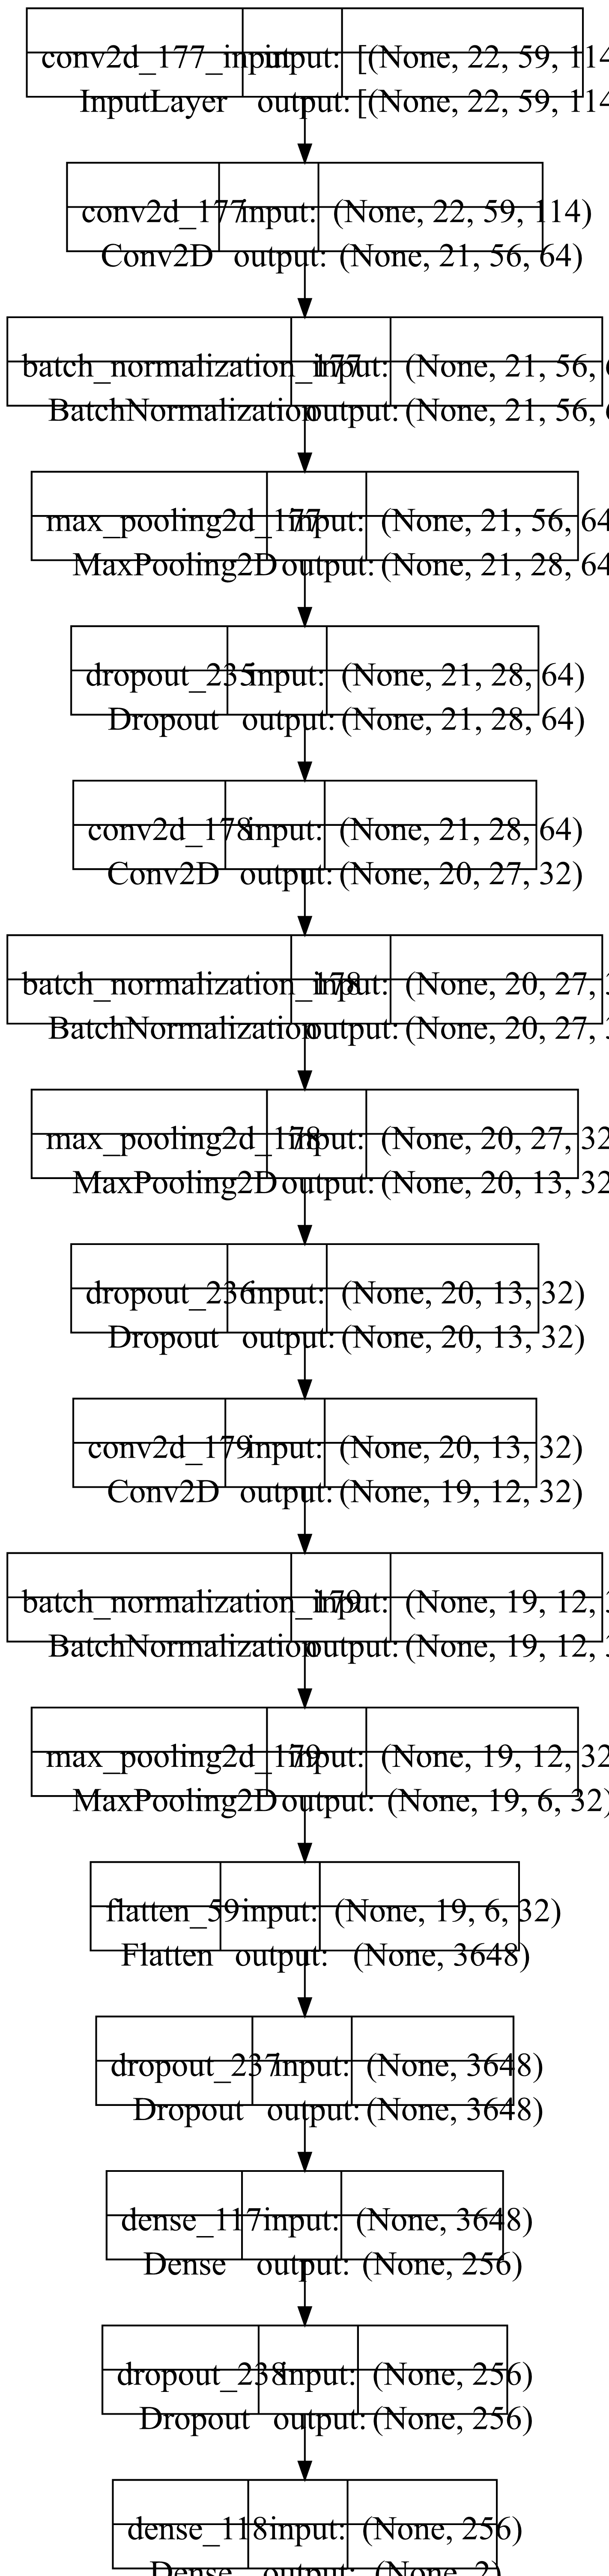 conv2d_177_input input: [(None, 22, 59, 114
InputLayer output: [(None, 22, 59, 114
conv2d_177 input: (None, 22, 59, 114)
Conv2D output: (None, 21, 56, 64)
batch_normalization_177 input: (None, 21, 56, 6
BatchNormalization output: (None, 21, 56, 6
max_pooling2d_177 input: (None, 21, 56, 64
MaxPooling2D output: (None, 21, 28, 64
dropout_235 input: (None, 21, 28, 64)
Dropout output: (None, 21, 28, 64)
conv2d_178 input: (None, 21, 28, 64)
Conv2D output: (None, 20, 27, 32)
batch_normalization_178 input: (None, 20, 27, 3
BatchNormalization output: (None, 20, 27, 3
max_pooling2d_178 input: (None, 20, 27, 32
MaxPooling2D output: (None, 20, 13, 32
dropout_236 input: (None, 20, 13, 32)
Dropout output: (None, 20, 13, 32)
conv2d_179 input: (None, 20, 13, 32)
Conv2D output: (None, 19, 12, 32)
batch_normalization_179 input: (None, 19, 12, 3
BatchNormalization output: (None, 19, 12, 3
max_pooling2d_179 input: (None, 19, 12, 32
MaxPooling2D output: (None, 19, 6, 32)
flatten_59 input: (None, 19, 6, 32)
Flatten output: (None, 3648)
dropout_237 input: (None, 3648)
Dropout output: (None, 3648)
dense_117 input: (None, 3648)
Dense output: (None, 256)
dropout_238 input: (None, 256)
Dropout output: (None, 256)
dense_118 input: (None, 256)
Dense output: (None, 2)